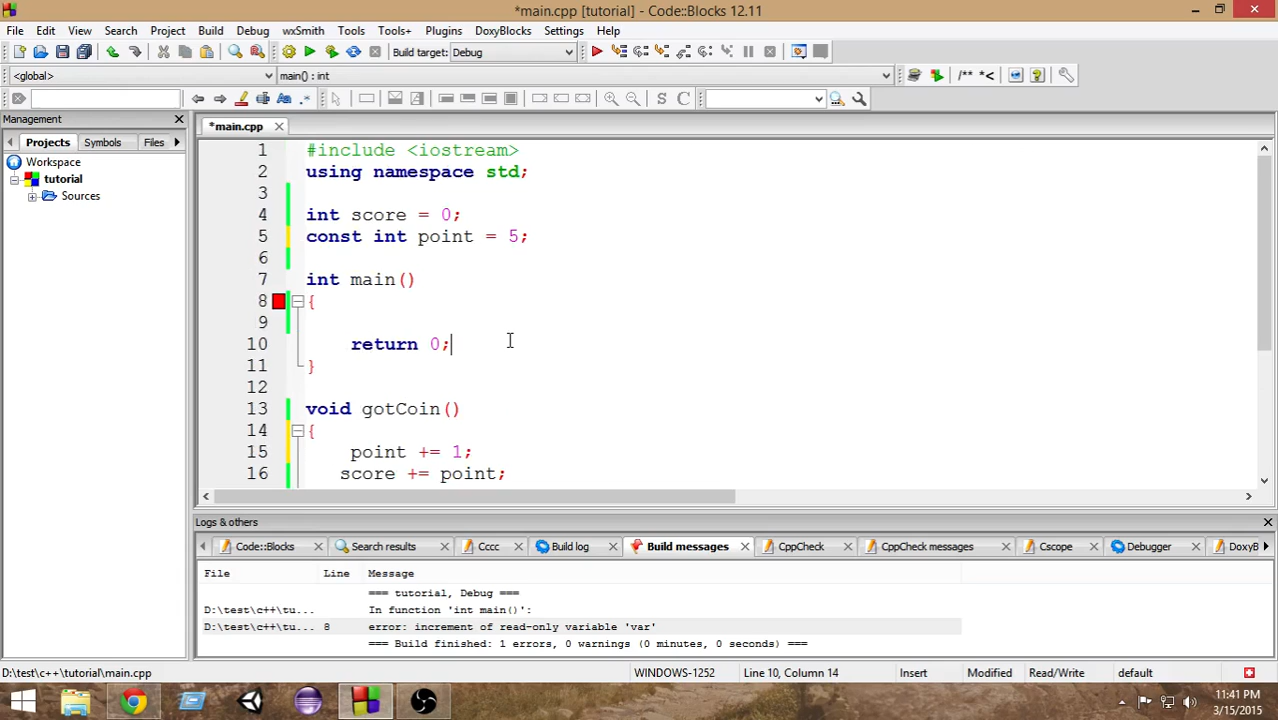 *main.cpp [tutorial] - Code::Blocks 12.11
File Edit View Search Project Build Debug wxSmith Tools Tools+ Plugins DoxyBlocks Settings Help
Build target: Debug
<global> main() : int /** *<
S C
Management
Projects Symbols Files
*main.cpp
Workspace
tutorial
Sources
1 #include <iostream>
2 using namespace std;
3
4 int score = 0;
5 const int point = 5;
6
7 int main()
8 {
9
10 return 0;
11 }
12
13 void gotCoin()
14 {
15 point += 1;
16 score += point;
Logs & others
Code::Blocks Search results Cccc Build log Build messages CppCheck CppCheck messages Cscope Debugger DoxyB
File Line Message
=== tutorial, Debug ===
D:\test\c++\tu... In function 'int main()':
D:\test\c++\tu... 8 error: increment of read-only variable 'var'
=== Build finished: 1 errors, 0 warnings (0 minutes, 0 seconds) ===
D:\test\c++\tutorial\main.cpp WINDOWS-1252 Line 10, Column 14 Insert Modified Read/Write default
11:41 PM
3/15/2015